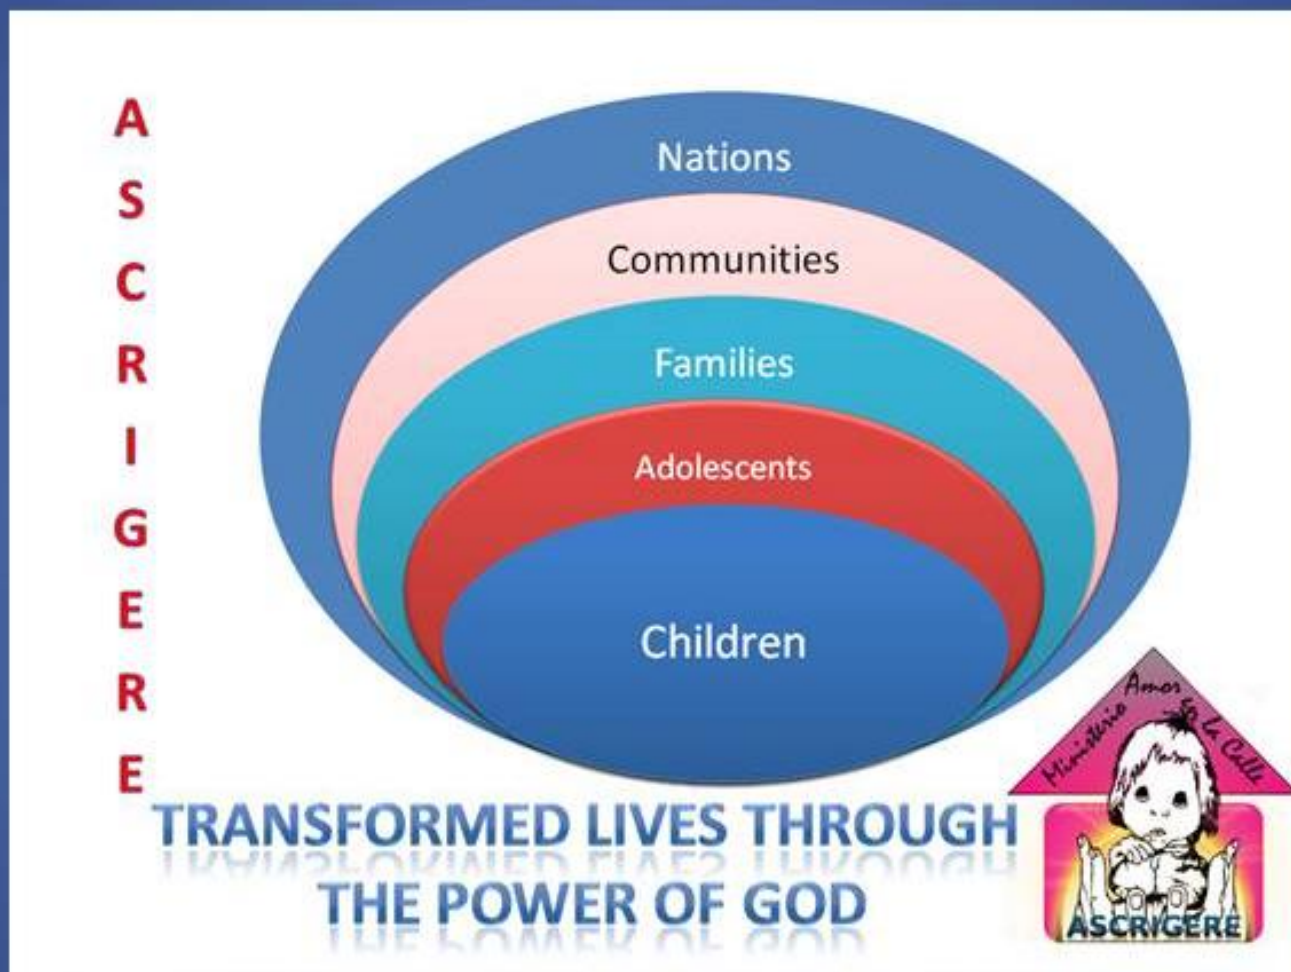 A
S
C
R
I
G
E
R
E
Nations
Communities
Families
Adolescents
Children
TRANSFORMED LIVES THROUGH
THE POWER OF GOD
Ministerio Amor en la Calle
ASCRIGERE